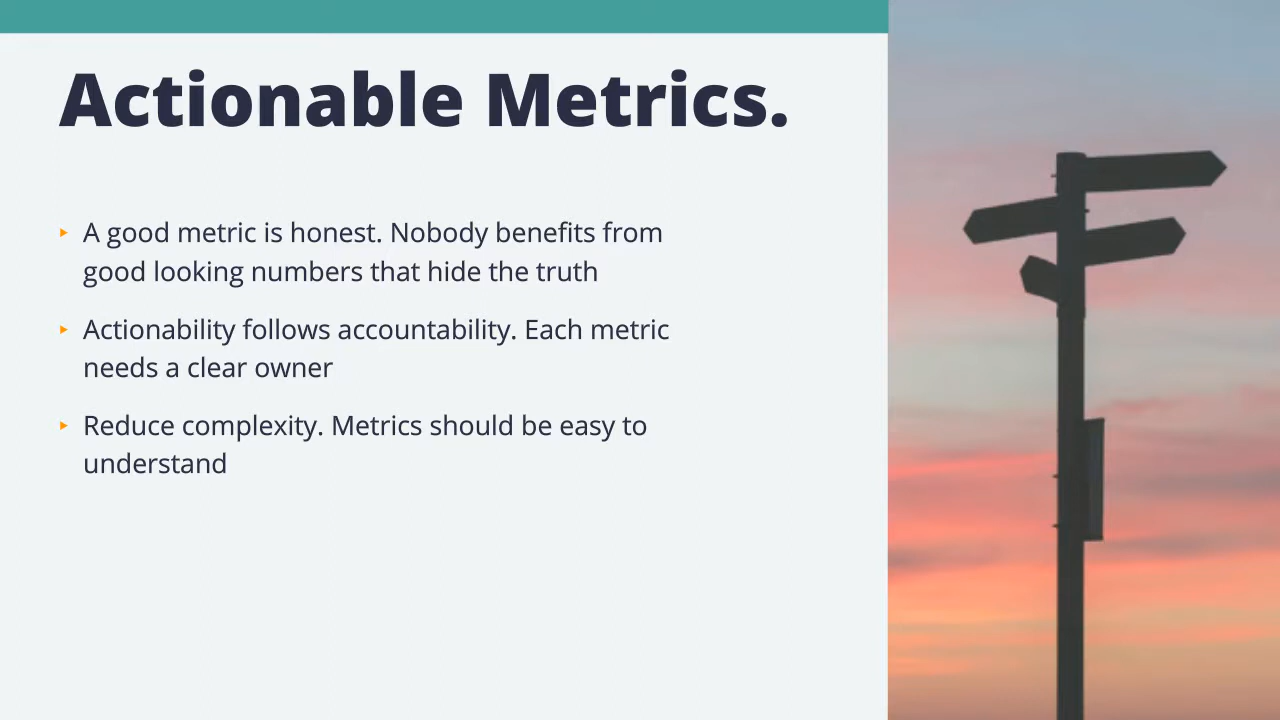 Actionable Metrics.
▸ A good metric is honest. Nobody benefits from
good looking numbers that hide the truth
▸ Actionability follows accountability. Each metric
needs a clear owner
▸ Reduce complexity. Metrics should be easy to
understand